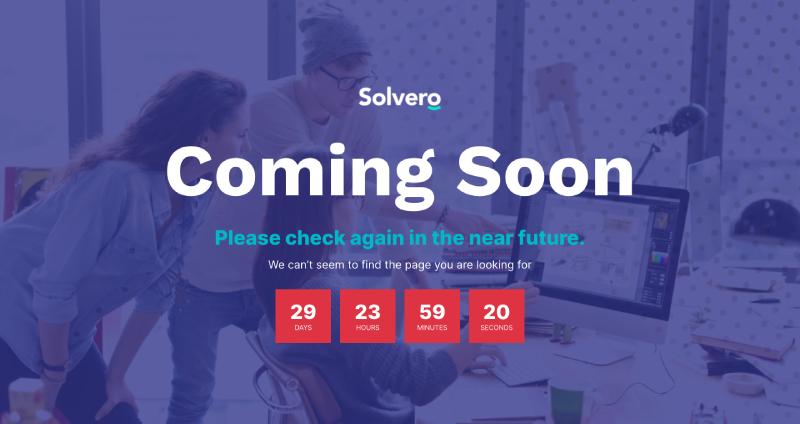 Solvero
Coming Soon
Please check again in the near future.
We can't seem to find the page you are looking for
29 23 59 20
DAYS HOURS MINUTES SECONDS